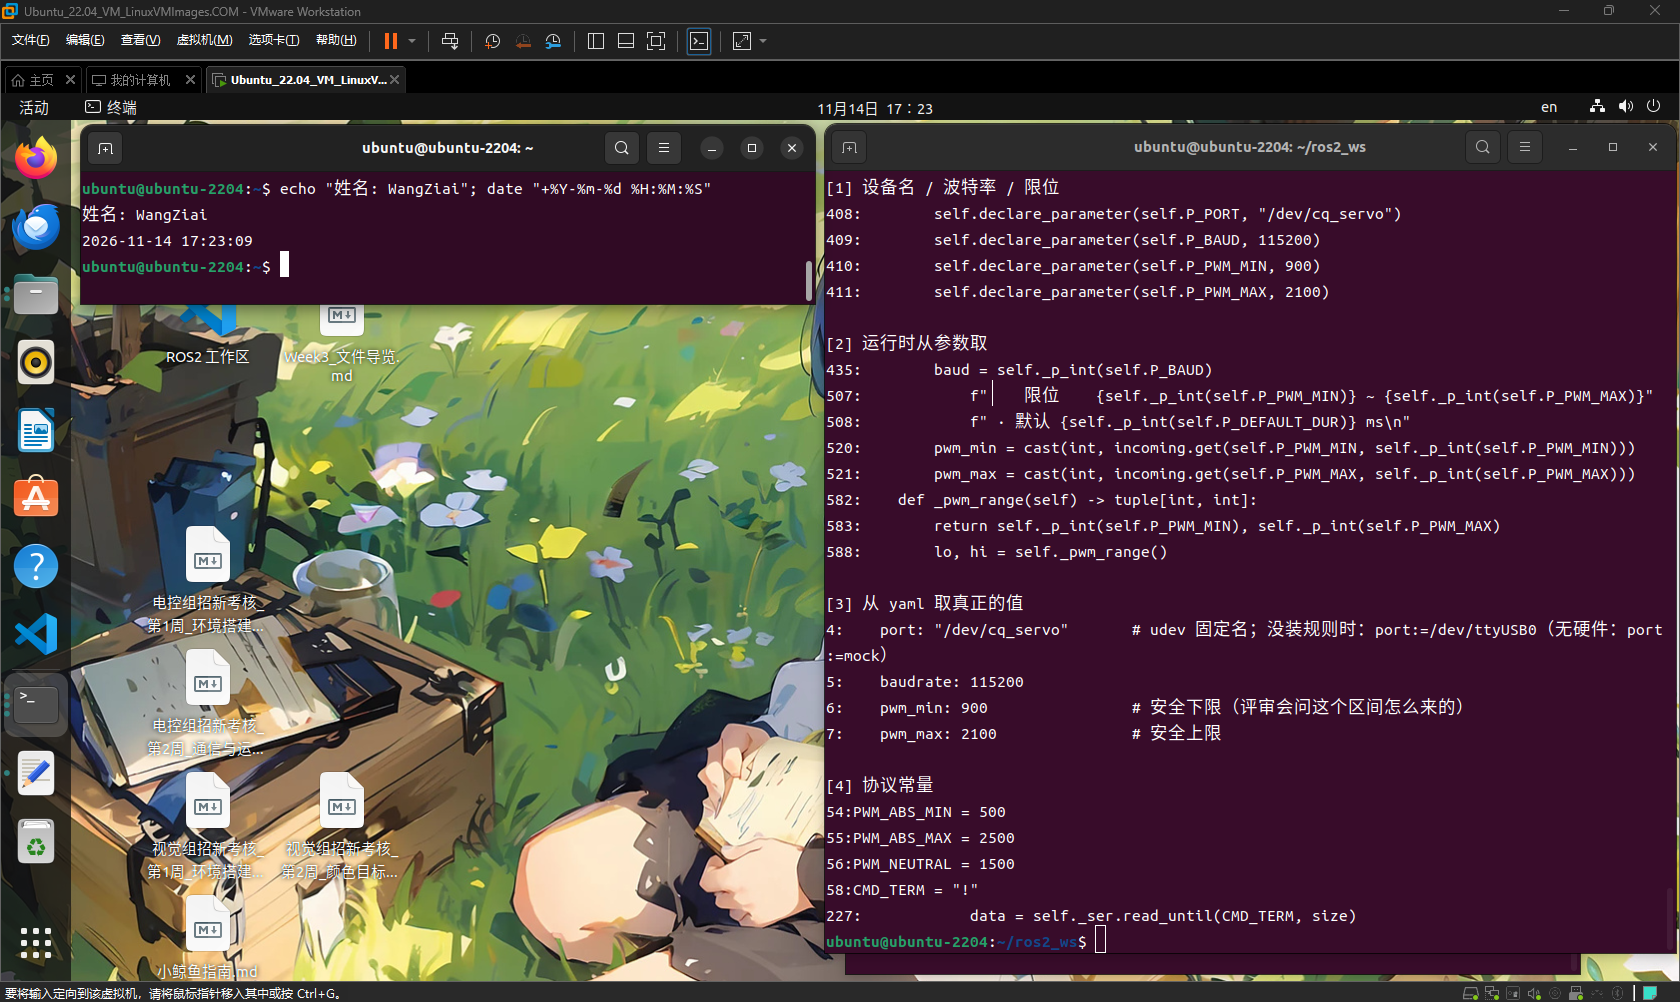 Ubuntu_22.04_VM_LinuxVMImages.COM - VMware Workstation
文件(F) 编辑(E) 查看(V) 虚拟机(M) 选项卡(T) 帮助(H)
主页 我的计算机 Ubuntu_22.04_VM_LinuxV...
活动 终端 11月14日 17：23 en
ubuntu@ubuntu-2204: ~
ubuntu@ubuntu-2204:~$ echo "姓名: WangZiai"; date "+%Y-%m-%d %H:%M:%S"
姓名: WangZiai
2026-11-14 17:23:09
ubuntu@ubuntu-2204:~$
ROS2 工作区
Week3_文件导览.
md
电控组招新考核_
第1周_环境搭建...
电控组招新考核_
第2周_通信与运...
视觉组招新考核_
第1周_环境搭建...
视觉组招新考核_
第2周_颜色目标...
小鲸鱼指南.md
ubuntu@ubuntu-2204: ~/ros2_ws
[1] 设备名 / 波特率 / 限位
408:        self.declare_parameter(self.P_PORT, "/dev/cq_servo")
409:        self.declare_parameter(self.P_BAUD, 115200)
410:        self.declare_parameter(self.P_PWM_MIN, 900)
411:        self.declare_parameter(self.P_PWM_MAX, 2100)
[2] 运行时从参数取
435:        baud = self._p_int(self.P_BAUD)
507:            f"│   限位    {self._p_int(self.P_PWM_MIN)} ~ {self._p_int(self.P_PWM_MAX)}"
508:            f" · 默认 {self._p_int(self.P_DEFAULT_DUR)} ms\n"
520:        pwm_min = cast(int, incoming.get(self.P_PWM_MIN, self._p_int(self.P_PWM_MIN)))
521:        pwm_max = cast(int, incoming.get(self.P_PWM_MAX, self._p_int(self.P_PWM_MAX)))
582:    def _pwm_range(self) -> tuple[int, int]:
583:        return self._p_int(self.P_PWM_MIN), self._p_int(self.P_PWM_MAX)
588:        lo, hi = self._pwm_range()
[3] 从 yaml 取真正的值
4:    port: "/dev/cq_servo"       # udev 固定名；没装规则时：port:=/dev/ttyUSB0（无硬件：port
:=mock）
5:    baudrate: 115200
6:    pwm_min: 900                # 安全下限（评审会问这个区间怎么来的）
7:    pwm_max: 2100               # 安全上限
[4] 协议常量
54:PWM_ABS_MIN = 500
55:PWM_ABS_MAX = 2500
56:PWM_NEUTRAL = 1500
58:CMD_TERM = "!"
227:            data = self._ser.read_until(CMD_TERM, size)
ubuntu@ubuntu-2204:~/ros2_ws$
要将输入定向到该虚拟机，请将鼠标指针移入其中或按 Ctrl+G。